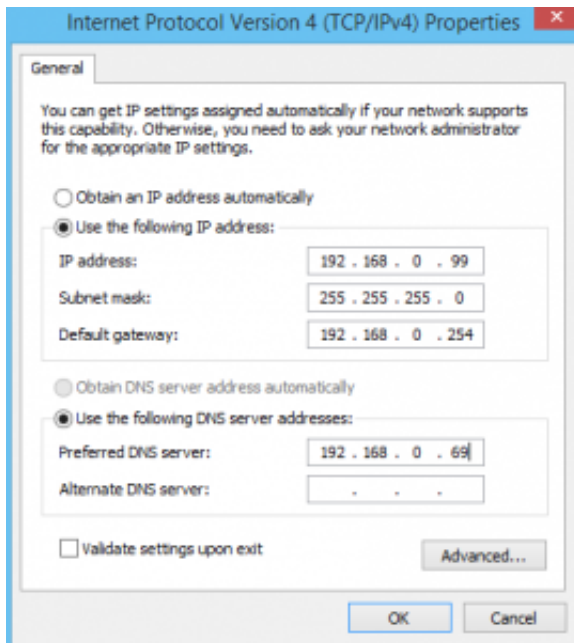 Internet Protocol Version 4 (TCP/IPv4) Properties
General
You can get IP settings assigned automatically if your network supports
this capability. Otherwise, you need to ask your network administrator
for the appropriate IP settings.
Obtain an IP address automatically
Use the following IP address:
IP address: 192 . 168 . 0 . 99
Subnet mask: 255 . 255 . 255 . 0
Default gateway: 192 . 168 . 0 . 254
Obtain DNS server address automatically
Use the following DNS server addresses:
Preferred DNS server: 192 . 168 . 0 . 69
Alternate DNS server: . . .
Validate settings upon exit
Advanced...
OK Cancel